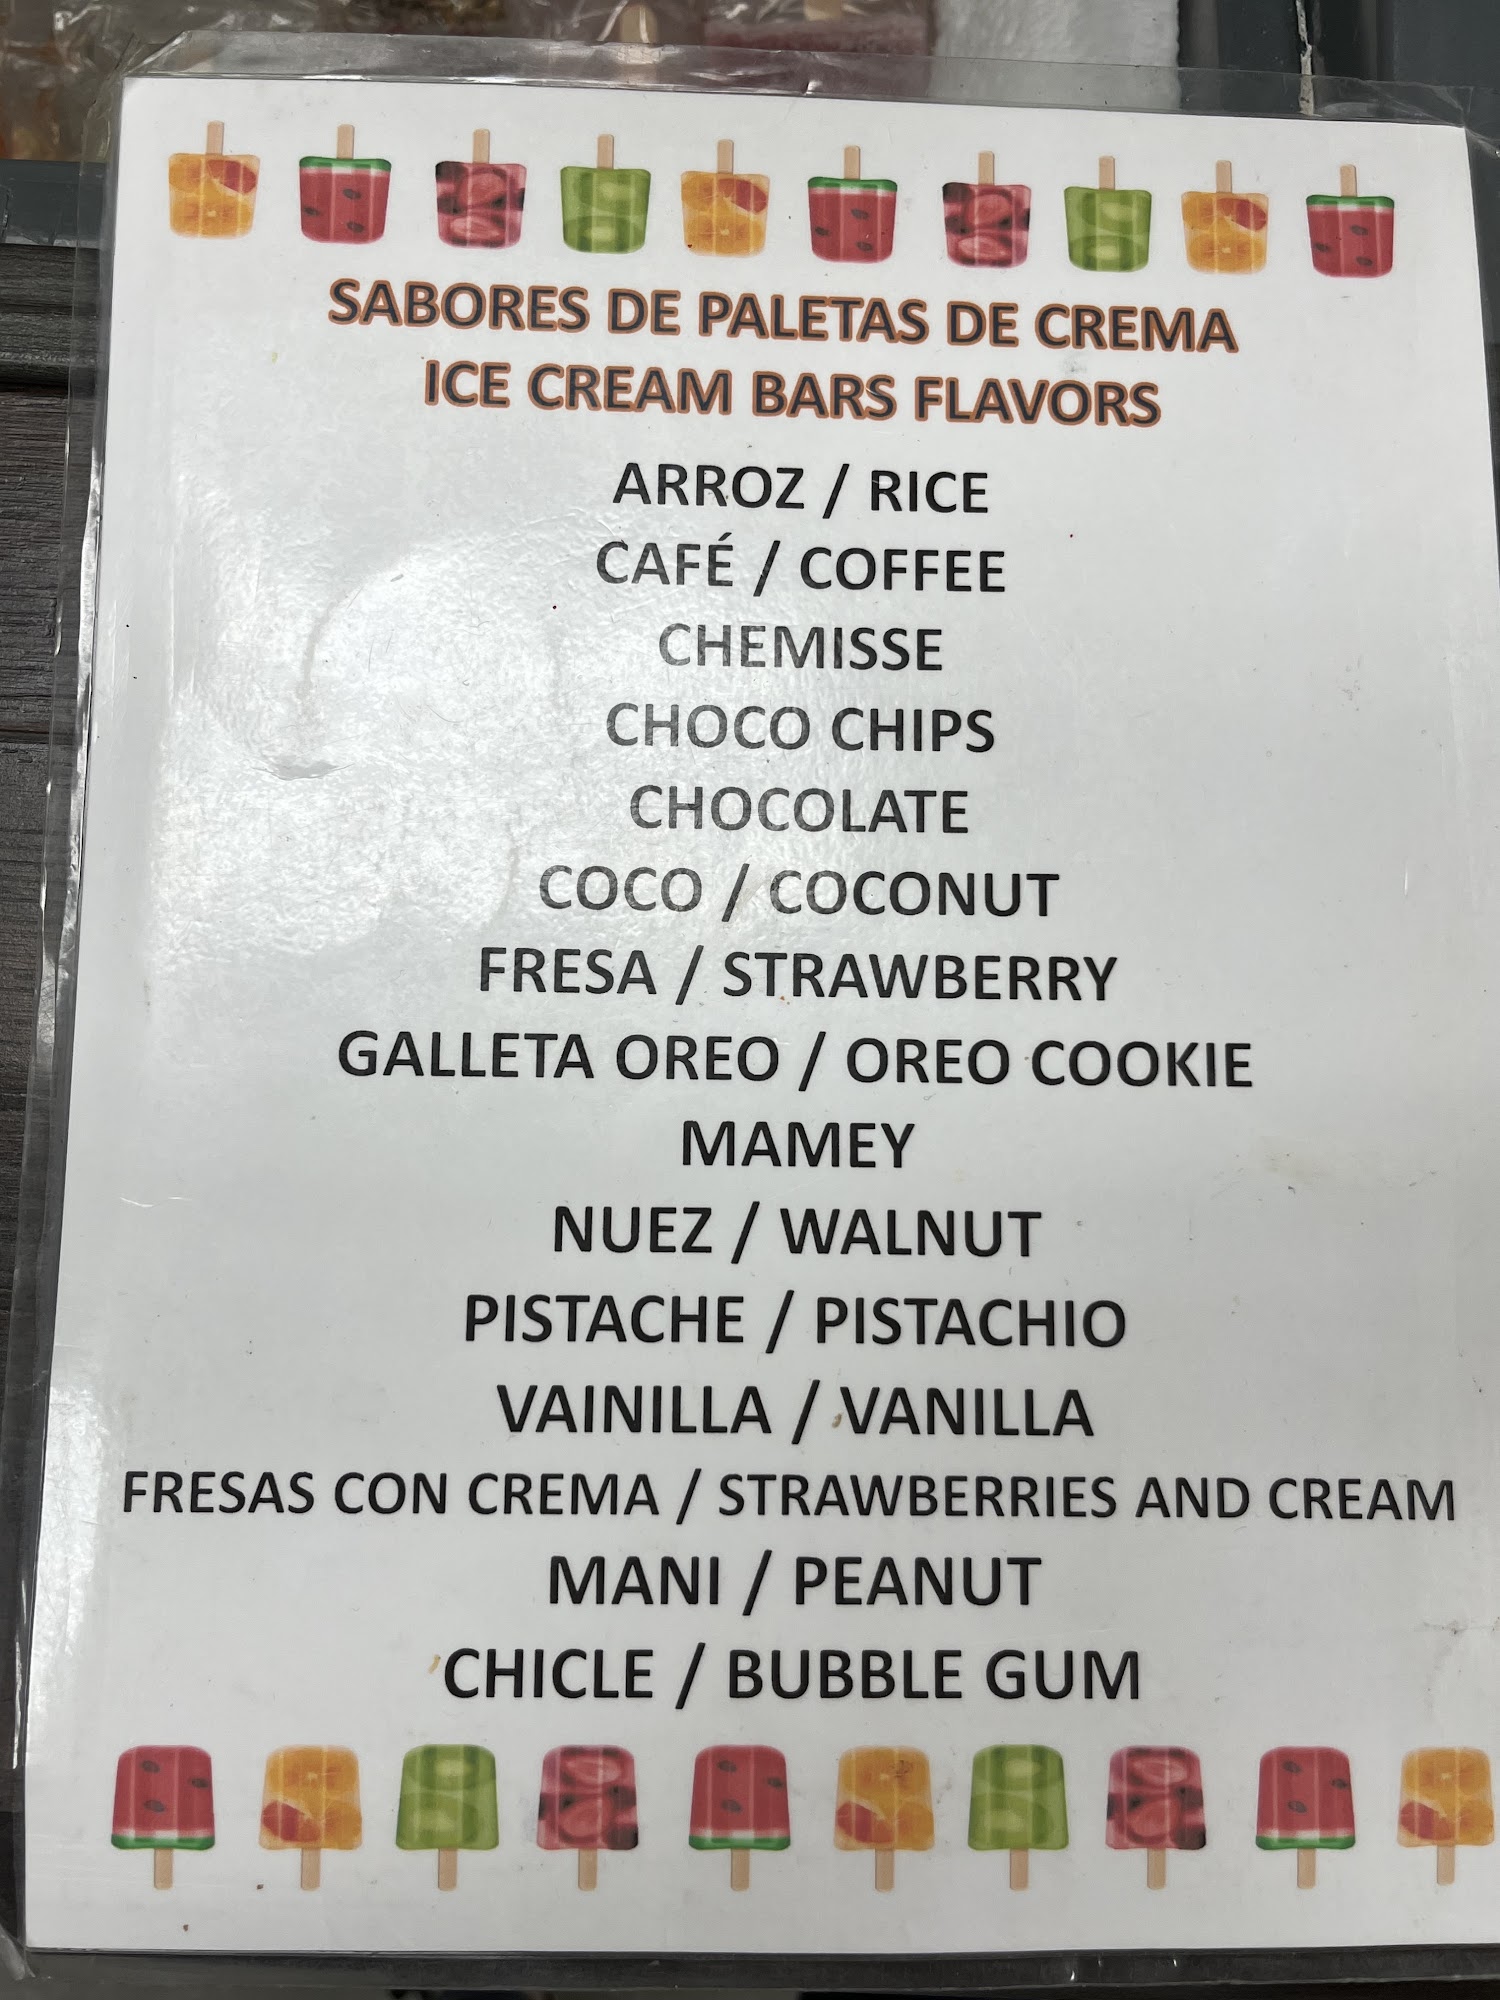 SABORES DE PALETAS DE CREMA
ICE CREAM BARS FLAVORS
ARROZ / RICE
CAFÉ / COFFEE
CHEMISSE
CHOCO CHIPS
CHOCOLATE
COCO / COCONUT
FRESA / STRAWBERRY
GALLETA OREO / OREO COOKIE
MAMEY
NUEZ / WALNUT
PISTACHE / PISTACHIO
VAINILLA / VANILLA
FRESAS CON CREMA / STRAWBERRIES AND CREAM
MANI / PEANUT
CHICLE / BUBBLE GUM